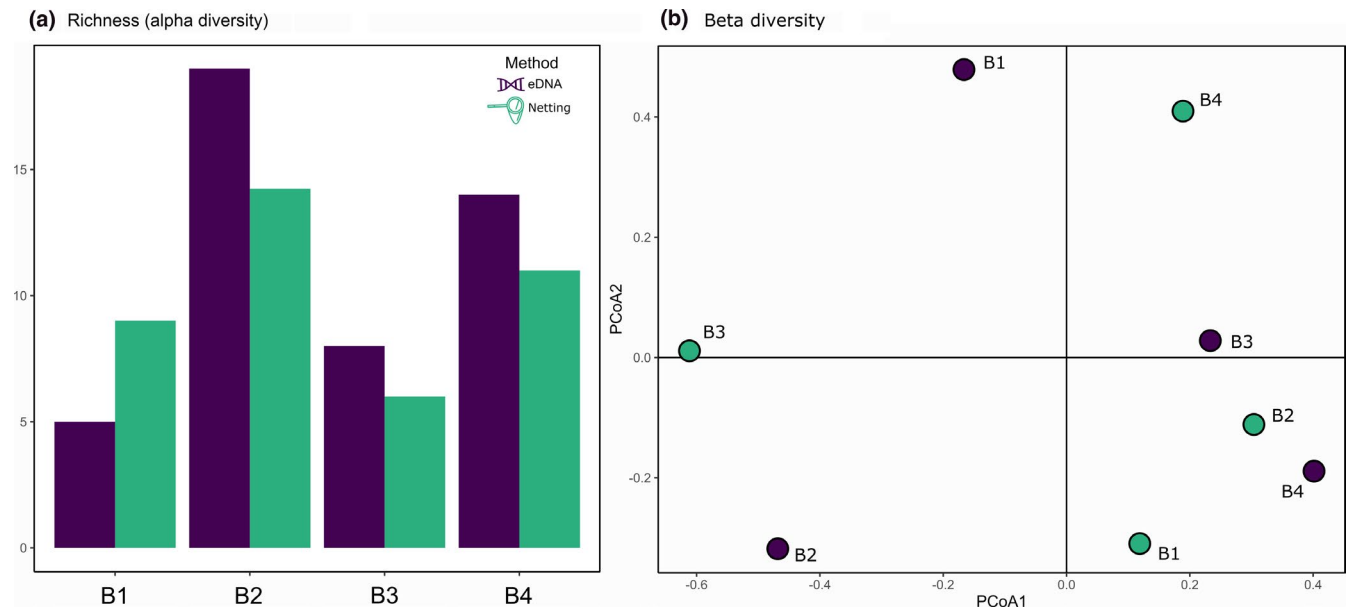 (a) Richness (alpha diversity)
Method
eDNA
Netting
15
10
5
0
B1 B2 B3 B4
(b) Beta diversity
PCoA2
0.4
0.2
0.0
-0.2
B1
B4
B3
B3
B2
B4
B2
B1
-0.6 -0.4 -0.2 0.0 0.2 0.4
PCoA1